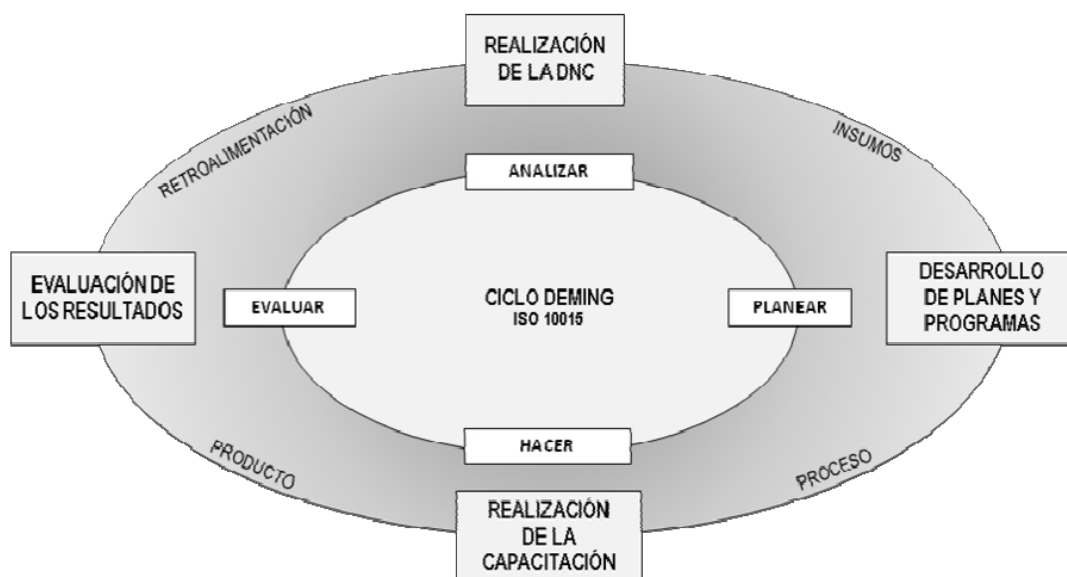 REALIZACIÓN
DE LA DNC
RETROALIMENTACIÓN
INSUMOS
ANALIZAR
EVALUACIÓN DE
LOS RESULTADOS
EVALUAR
CICLO DEMING
ISO 10015
PLANEAR
DESARROLLO
DE PLANES Y
PROGRAMAS
HACER
PRODUCTO
PROCESO
REALIZACIÓN
DE LA
CAPACITACIÓN